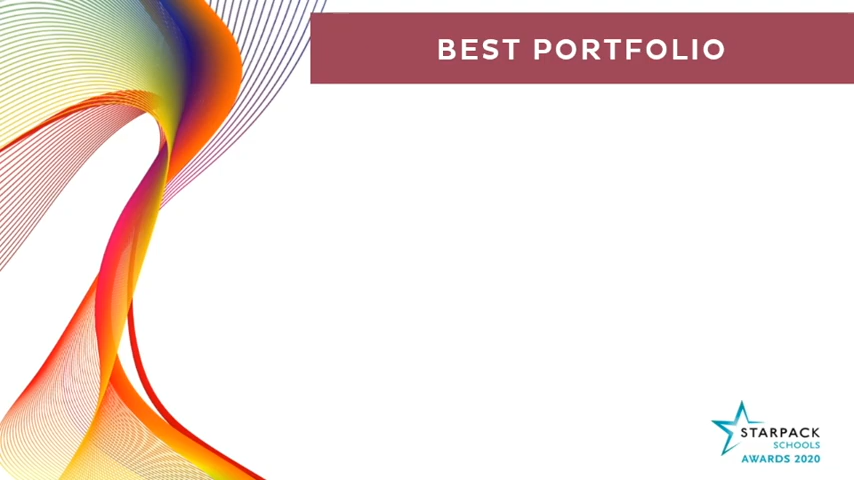 BEST PORTFOLIO
STARPACK
SCHOOLS
AWARDS 2020